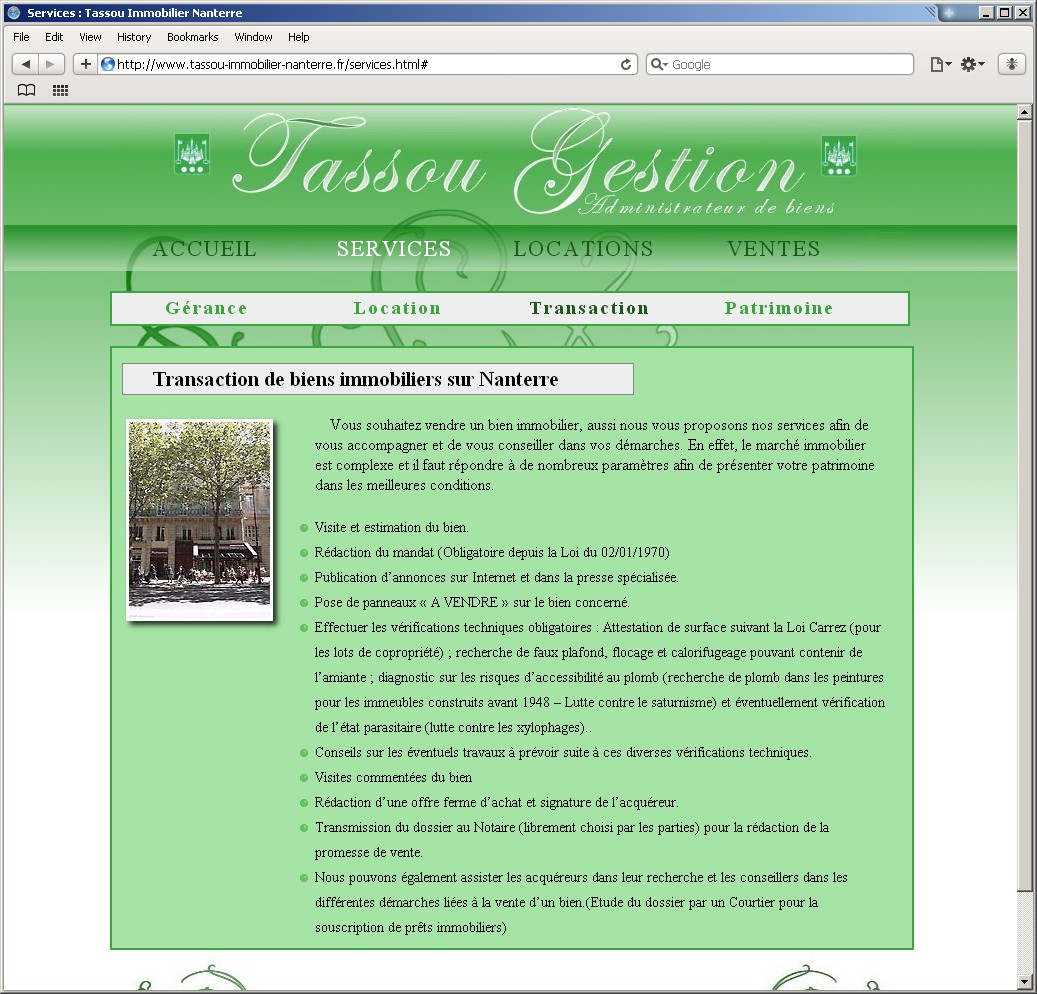 Services : Tassou Immobilier Nanterre
File Edit View History Bookmarks Window Help
http://www.tassou-immobilier-nanterre.fr/services.html#
Google
Tassou Gestion
Administrateur de biens
ACCUEIL SERVICES LOCATIONS VENTES
Gérance Location Transaction Patrimoine
Transaction de biens immobiliers sur Nanterre
Vous souhaitez vendre un bien immobilier, aussi nous vous proposons nos services afin de
vous accompagner et de vous conseiller dans vos démarches. En effet, le marché immobilier
est complexe et il faut répondre à de nombreux paramètres afin de présenter votre patrimoine
dans les meilleures conditions.
Visite et estimation du bien.
Rédaction du mandat (Obligatoire depuis la Loi du 02/01/1970)
Publication d’annonces sur Internet et dans la presse spécialisée.
Pose de panneaux « A VENDRE » sur le bien concerné.
Effectuer les vérifications techniques obligatoires : Attestation de surface suivant la Loi Carrez (pour
les lots de copropriété) ; recherche de faux plafond, flocage et calorifugeage pouvant contenir de
l’amiante ; diagnostic sur les risques d’accessibilité au plomb (recherche de plomb dans les peintures
pour les immeubles construits avant 1948 – Lutte contre le saturnisme) et éventuellement vérification
de l’état parasitaire (lutte contre les xylophages)..
Conseils sur les éventuels travaux à prévoir suite à ces diverses vérifications techniques.
Visites commentées du bien
Rédaction d’une offre ferme d’achat et signature de l’acquéreur.
Transmission du dossier au Notaire (librement choisi par les parties) pour la rédaction de la
promesse de vente.
Nous pouvons également assister les acquéreurs dans leur recherche et les conseillers dans les
différentes démarches liées à la vente d’un bien.(Etude du dossier par un Courtier pour la
souscription de prêts immobiliers)